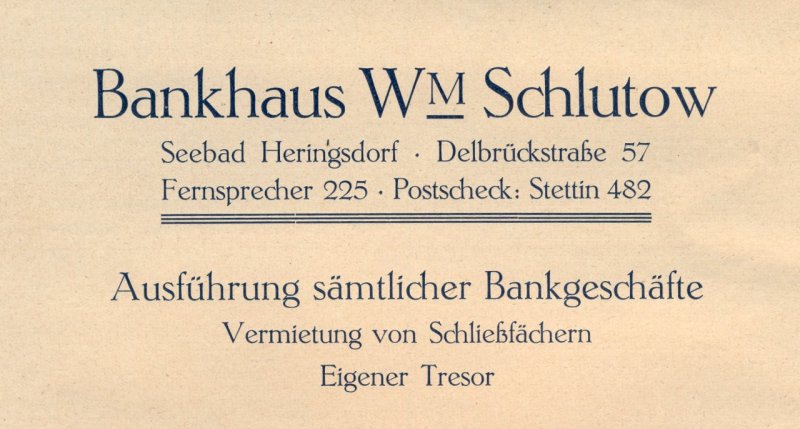 Bankhaus Wm Schlutow
Seebad Heringsdorf · Delbrückstraße 57
Fernsprecher 225 · Postscheck: Stettin 482
Ausführung sämtlicher Bankgeschäfte
Vermietung von Schließfächern
Eigener Tresor